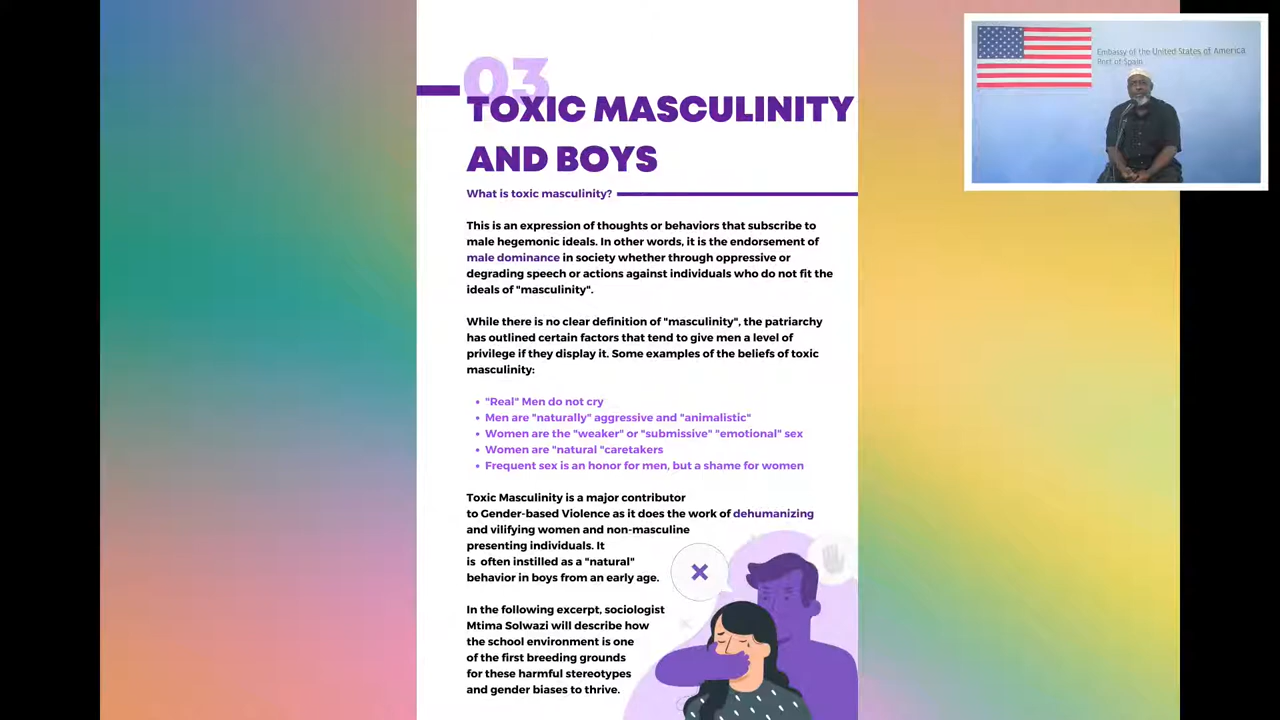 03
TOXIC MASCULINITY
AND BOYS
What is toxic masculinity?
This is an expression of thoughts or behaviors that subscribe to
male hegemonic ideals. In other words, it is the endorsement of
male dominance in society whether through oppressive or
degrading speech or actions against individuals who do not fit the
ideals of "masculinity".
While there is no clear definition of "masculinity", the patriarchy
has outlined certain factors that tend to give men a level of
privilege if they display it. Some examples of the beliefs of toxic
masculinity:
• "Real" Men do not cry
• Men are "naturally" aggressive and "animalistic"
• Women are the "weaker" or "submissive" "emotional" sex
• Women are "natural "caretakers
• Frequent sex is an honor for men, but a shame for women
Toxic Masculinity is a major contributor
to Gender-based Violence as it does the work of dehumanizing
and vilifying women and non-masculine
presenting individuals. It
is often instilled as a "natural"
behavior in boys from an early age.
In the following excerpt, sociologist
Mtima Solwazi will describe how
the school environment is one
of the first breeding grounds
for these harmful stereotypes
and gender biases to thrive.
Embassy of the United States of America
Port of Spain